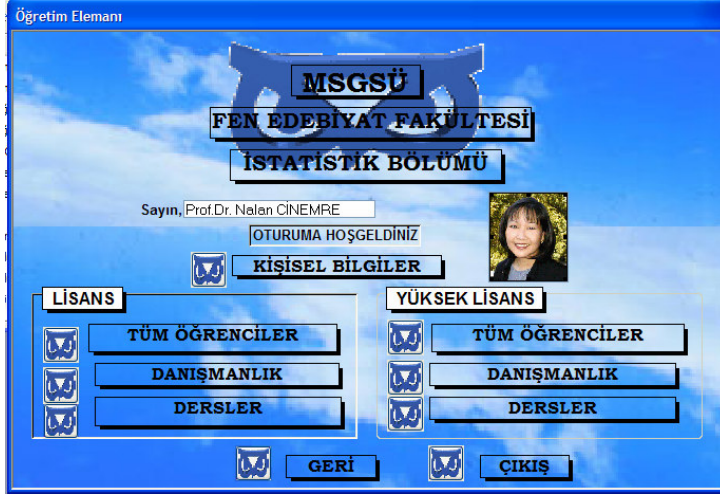 Öğretim Elemanı
MSGSÜ
FEN EDEBİYAT FAKÜLTESİ
İSTATİSTİK BÖLÜMÜ
Sayın, Prof.Dr. Nalan CİNEMRE
OTURUMA HOŞGELDİNİZ
KİŞİSEL BİLGİLER
LİSANS
TÜM ÖĞRENCİLER
DANIŞMANLIK
DERSLER
YÜKSEK LİSANS
TÜM ÖĞRENCİLER
DANIŞMANLIK
DERSLER
GERİ
ÇIKIŞ